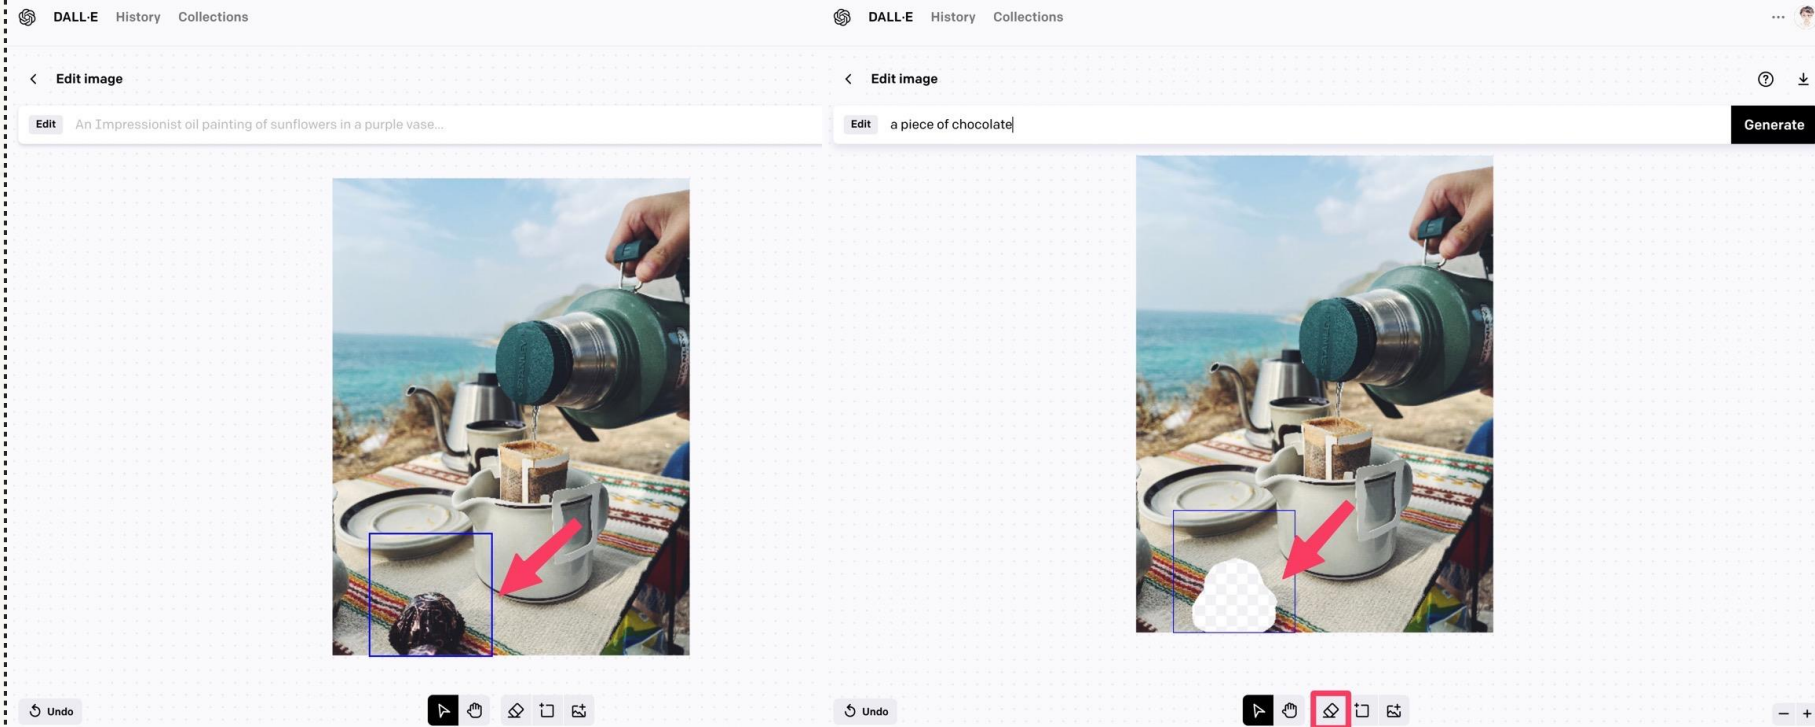 DALL·E History Collections
Edit image
Edit An Impressionist oil painting of sunflowers in a purple vase...
Undo
DALL·E History Collections ···
Edit image
Edit a piece of chocolate Generate
Undo